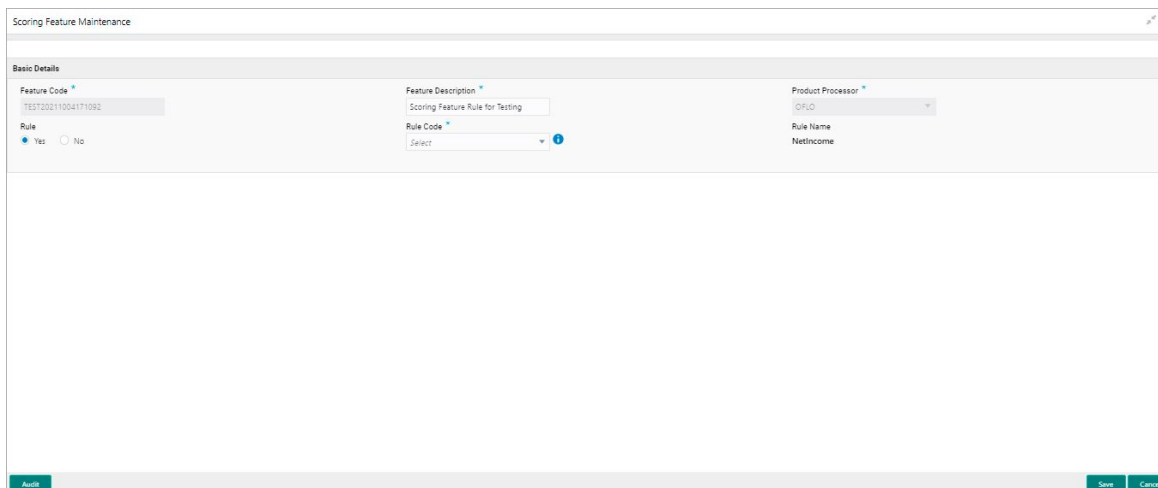 Scoring Feature Maintenance
Basic Details
Feature Code *
Feature Description *
Product Processor *
TEST20211004171092
Scoring Feature Rule for Testing
OFLO
Rule
Rule Code *
Rule Name
Yes No
Select
NetIncome
Audit
Save
Cance